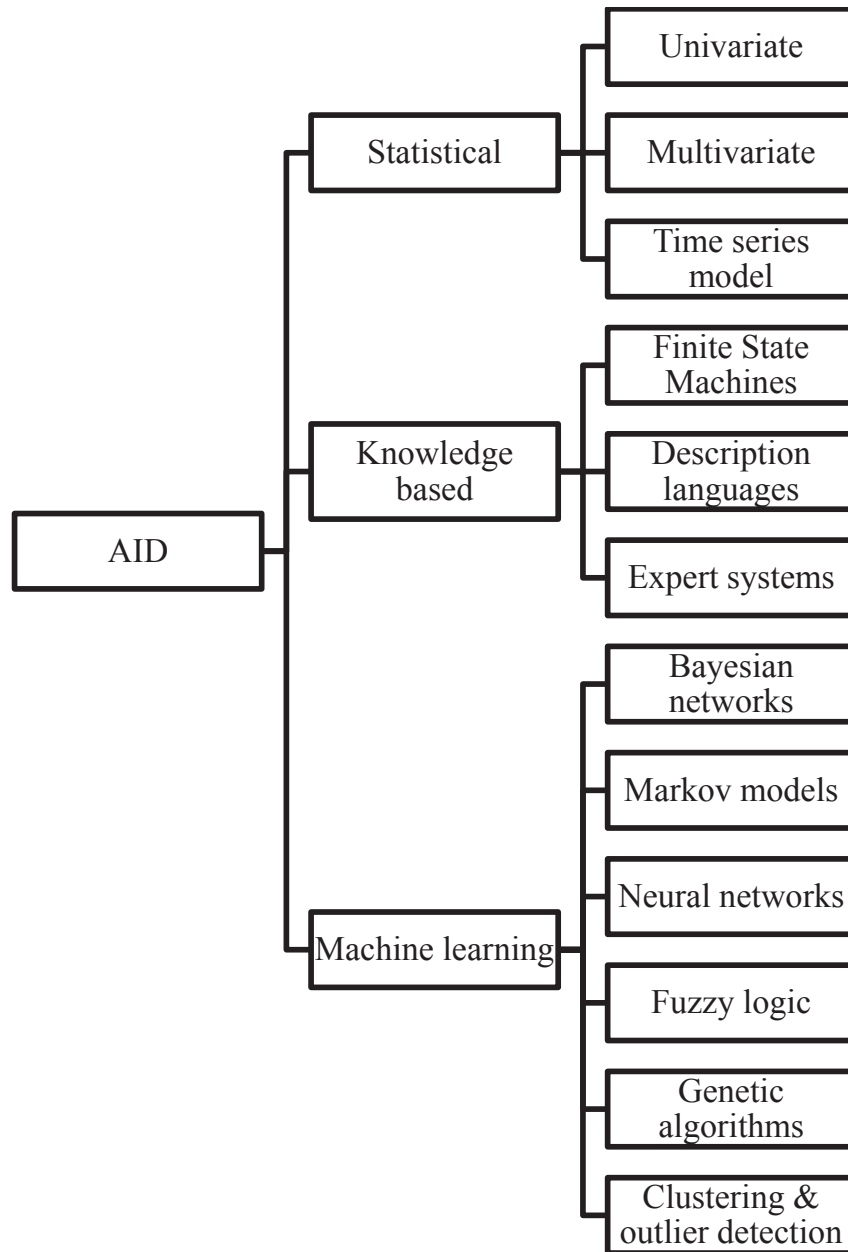 Univariate
Statistical
Multivariate
Time series
model
Finite State
Machines
Knowledge
based
Description
languages
AID
Expert systems
Bayesian
networks
Markov models
Neural networks
Machine learning
Fuzzy logic
Genetic
algorithms
Clustering &
outlier detection